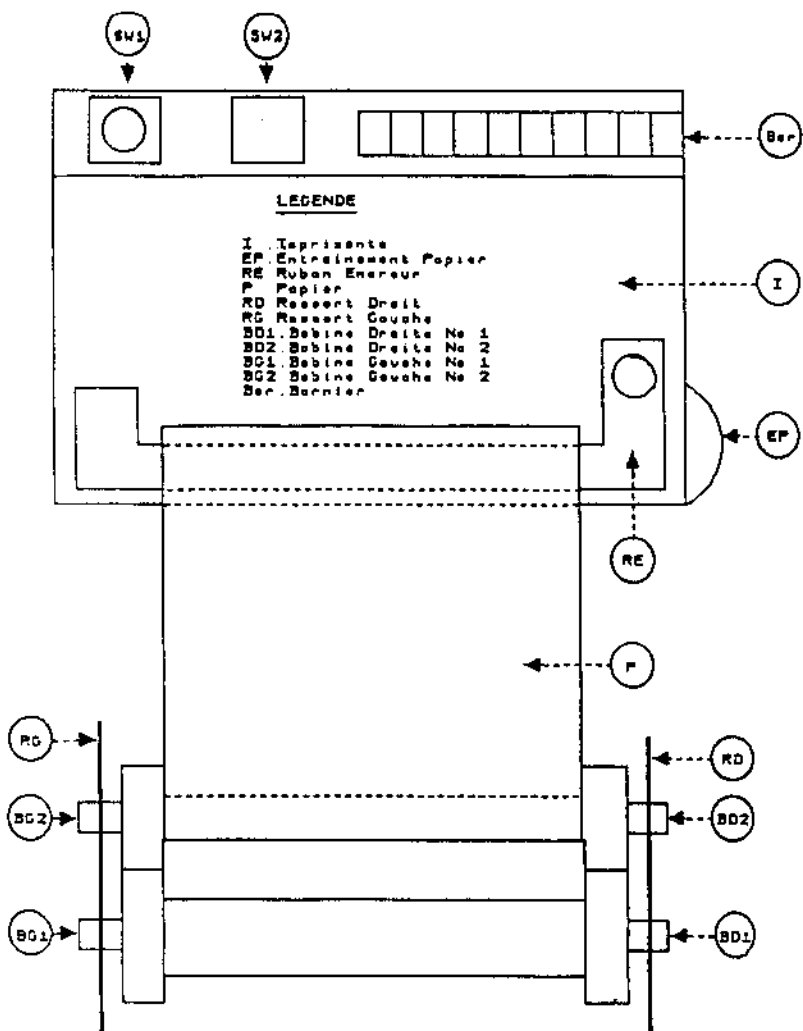 SW1
SW2
Bor
LEGENDE
I .Imprimante
EP.Entrainement Papier
RE Ruban Encreur
P Papier
RD Ressort Droit
RG Ressort Gauche
BD1.Bobine Droite No 1
BD2.Bobine Droite No 2
BG1.Bobine Gauche No 1
BG2 Bobine Gauche No 2
Bor.Bornier
I
EP
RE
P
RG
RD
BG2
BD2
BG1
BD1